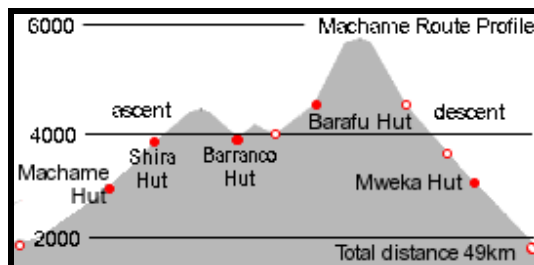 6000
Machame Route Profile
ascent
descent
Barafu Hut
4000
Shira
Hut
Barranco
Hut
Machame
Hut
Mweka Hut
2000
Total distance 49km